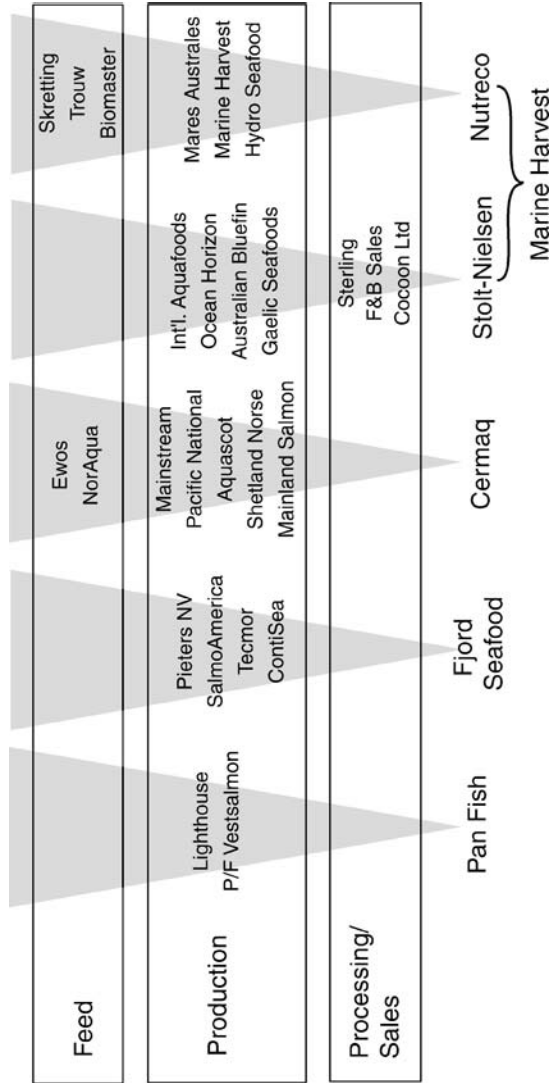 Feed
Ewos
NorAqua
Skretting
Trouw
Biomaster
Production
Lighthouse
P/F Vestsalmon
Pieters NV
SalmoAmerica
Tecmor
ContiSea
Mainstream
Pacific National
Aquascot
Shetland Norse
Mainland Salmon
Int'l. Aquafoods
Ocean Horizon
Australian Bluefin
Gaelic Seafoods
Mares Australes
Marine Harvest
Hydro Seafood
Processing/
Sales
Sterling
F&B Sales
Cocoon Ltd
Pan Fish
Fjord
Seafood
Cermaq
Stolt-Nielsen
Nutreco
Marine Harvest